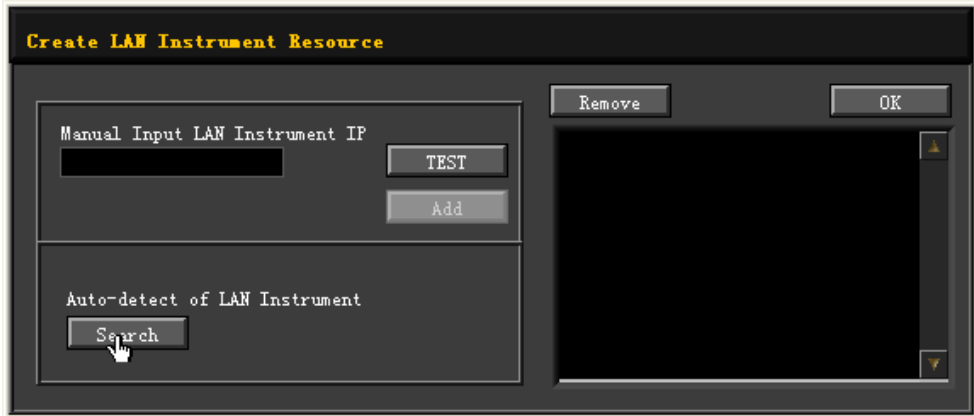 Create LAN Instrument Resource
Remove
OK
Manual Input LAN Instrument IP
TEST
Add
Auto-detect of LAN Instrument
Search